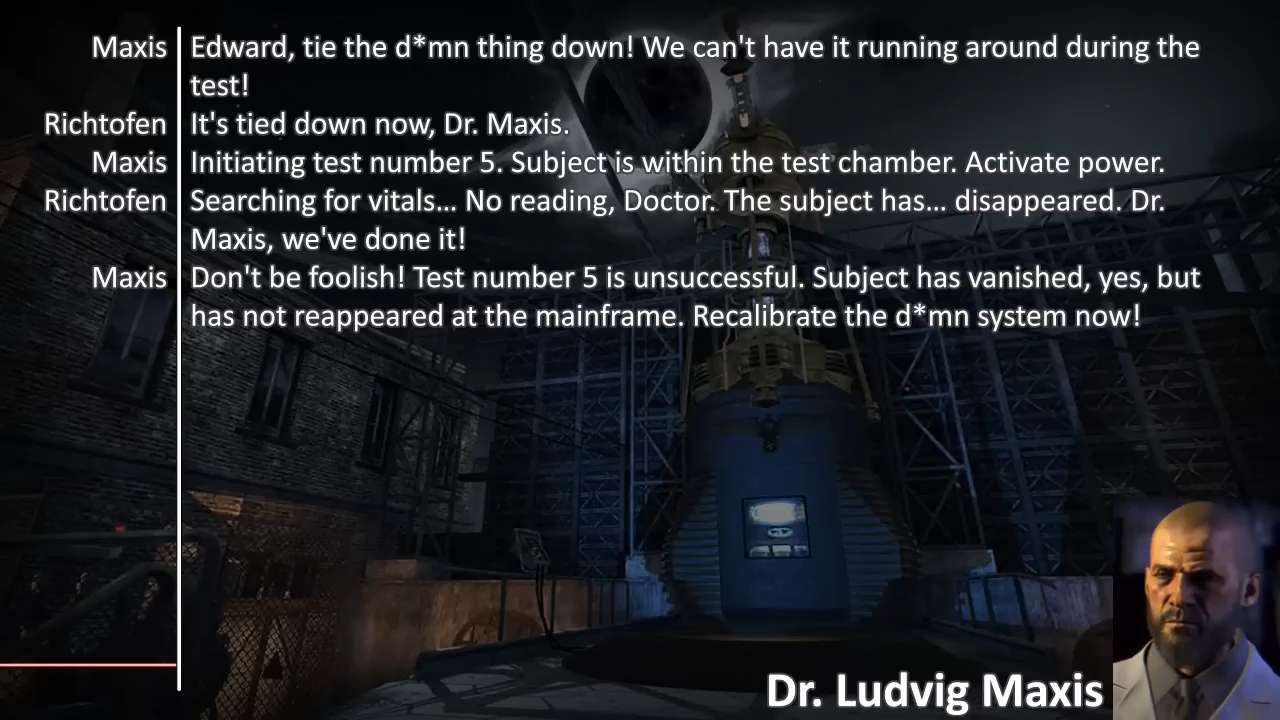 Maxis Edward, tie the d*mn thing down! We can't have it running around during the
test!
Richtofen It's tied down now, Dr. Maxis.
Maxis Initiating test number 5. Subject is within the test chamber. Activate power.
Richtofen Searching for vitals... No reading, Doctor. The subject has... disappeared. Dr.
Maxis, we've done it!
Maxis Don't be foolish! Test number 5 is unsuccessful. Subject has vanished, yes, but
has not reappeared at the mainframe. Recalibrate the d*mn system now!
Dr. Ludvig Maxis